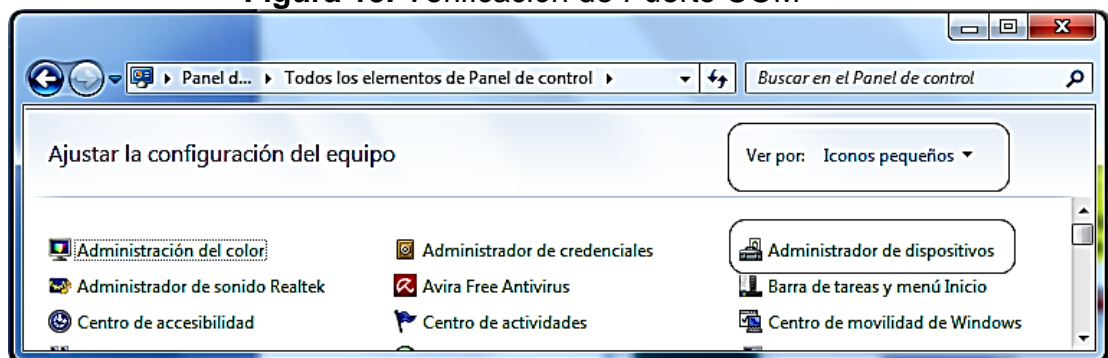 Panel d... Todos los elementos de Panel de control Buscar en el Panel de control
Ajustar la configuración del equipo Ver por: Iconos pequeños
Administración del color Administrador de credenciales Administrador de dispositivos
Administrador de sonido Realtek Avira Free Antivirus Barra de tareas y menú Inicio
Centro de accesibilidad Centro de actividades Centro de movilidad de Windows